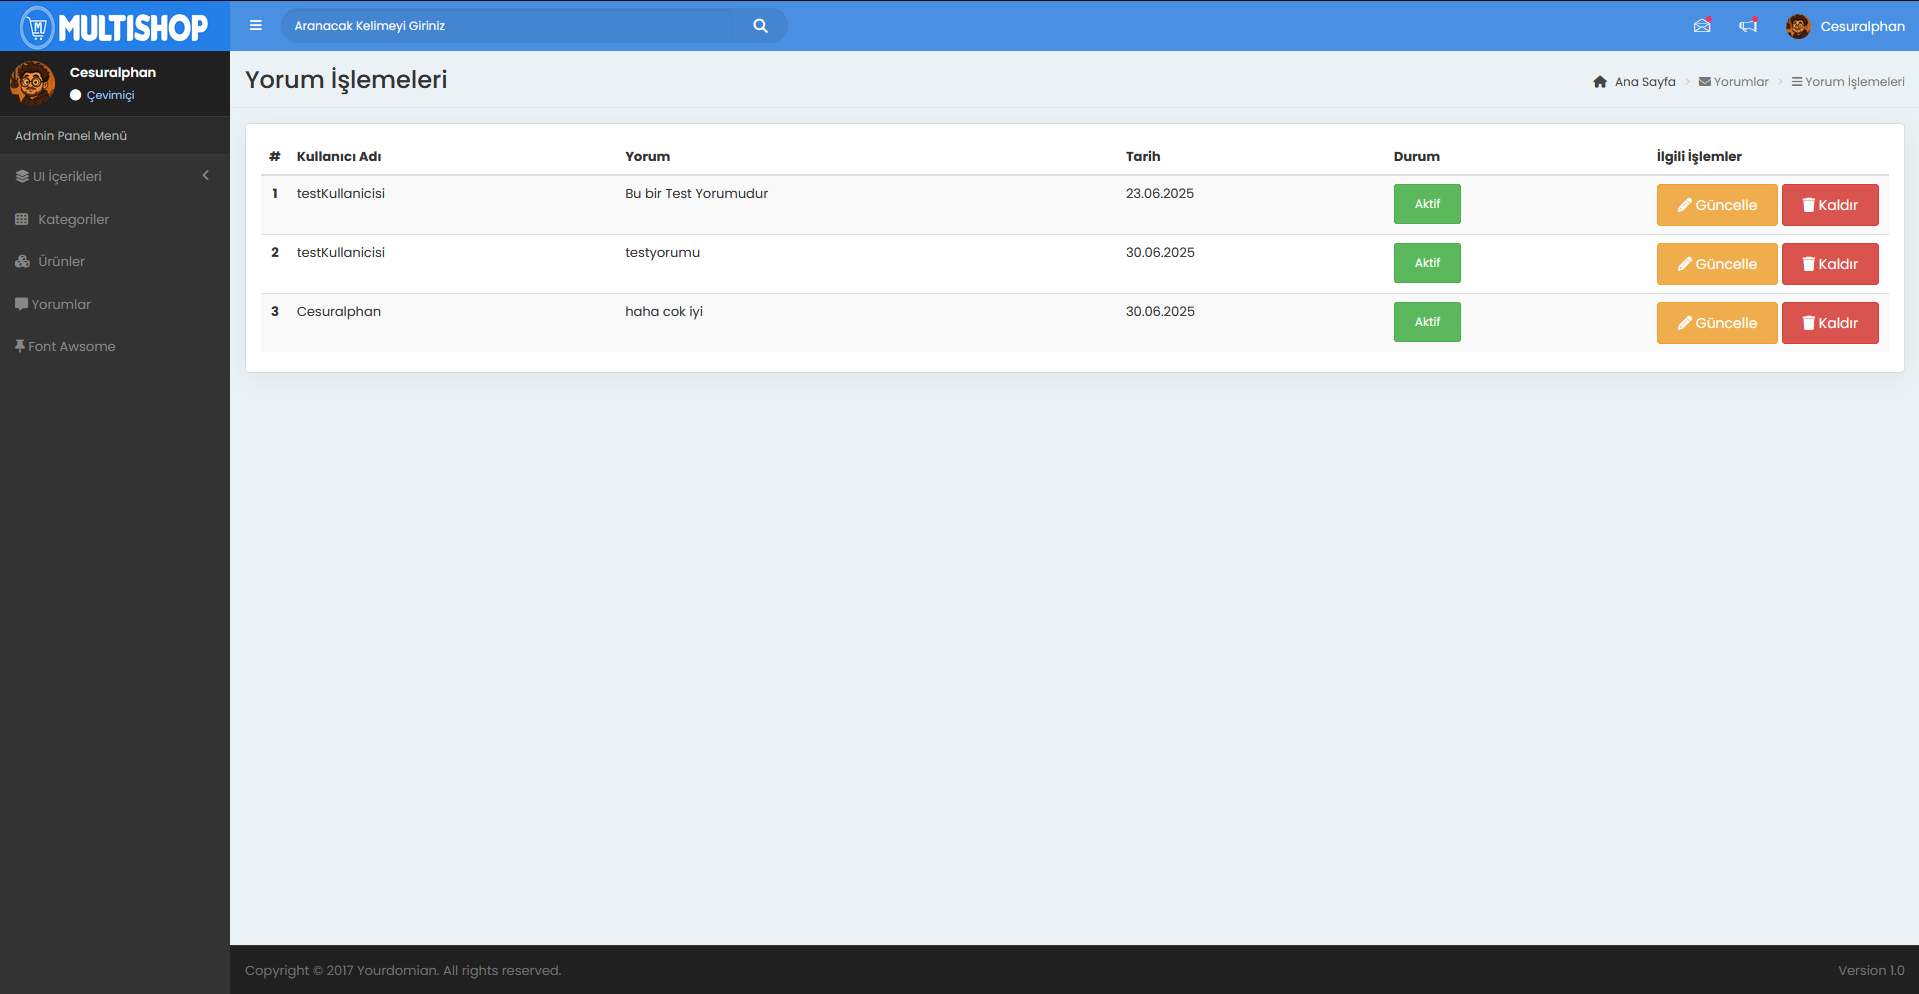 MULTISHOP
Aranacak Kelimeyi Giriniz
Cesuralphan
Cesuralphan
Çevimiçi
Admin Panel Menü
UI İçerikleri
Kategoriler
Ürünler
Yorumlar
Font Awsome
Yorum İşlemeleri
Ana Sayfa > Yorumlar > Yorum İşlemeleri
# Kullanıcı Adı Yorum Tarih Durum İlgili İşlemler
1 testKullanicisi Bu bir Test Yorumudur 23.06.2025 Aktif Güncelle Kaldır
2 testKullanicisi testyorumu 30.06.2025 Aktif Güncelle Kaldır
3 Cesuralphan haha cok iyi 30.06.2025 Aktif Güncelle Kaldır
Copyright © 2017 Yourdomian. All rights reserved.
Version 1.0